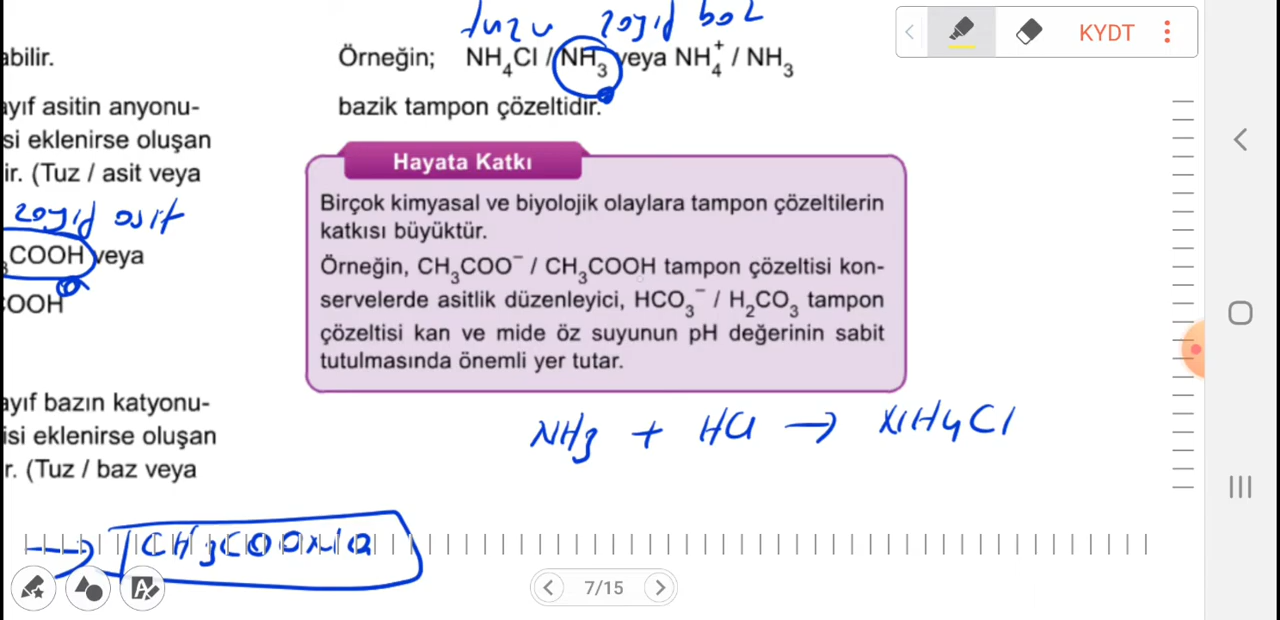 tuzu zayıf baz
KYDT
abilir.
ayıf asitin anyonu-
si eklenirse oluşan
ir. (Tuz / asit veya
zayıf asit
₃COOH veya
COOH
ayıf bazın katyonu-
isi eklenirse oluşan
r. (Tuz / baz veya
Örneğin; NH₄Cl / NH₃ veya NH₄⁺ / NH₃
bazik tampon çözeltidir.
Hayata Katkı
Birçok kimyasal ve biyolojik olaylara tampon çözeltilerin
katkısı büyüktür.
Örneğin, CH₃COO⁻ / CH₃COOH tampon çözeltisi kon-
servelerde asitlik düzenleyici, HCO₃⁻ / H₂CO₃ tampon
çözeltisi kan ve mide öz suyunun pH değerinin sabit
tutulmasında önemli yer tutar.
NH₃ + HCl → NH₄Cl
→ CH₃COONa
7/15